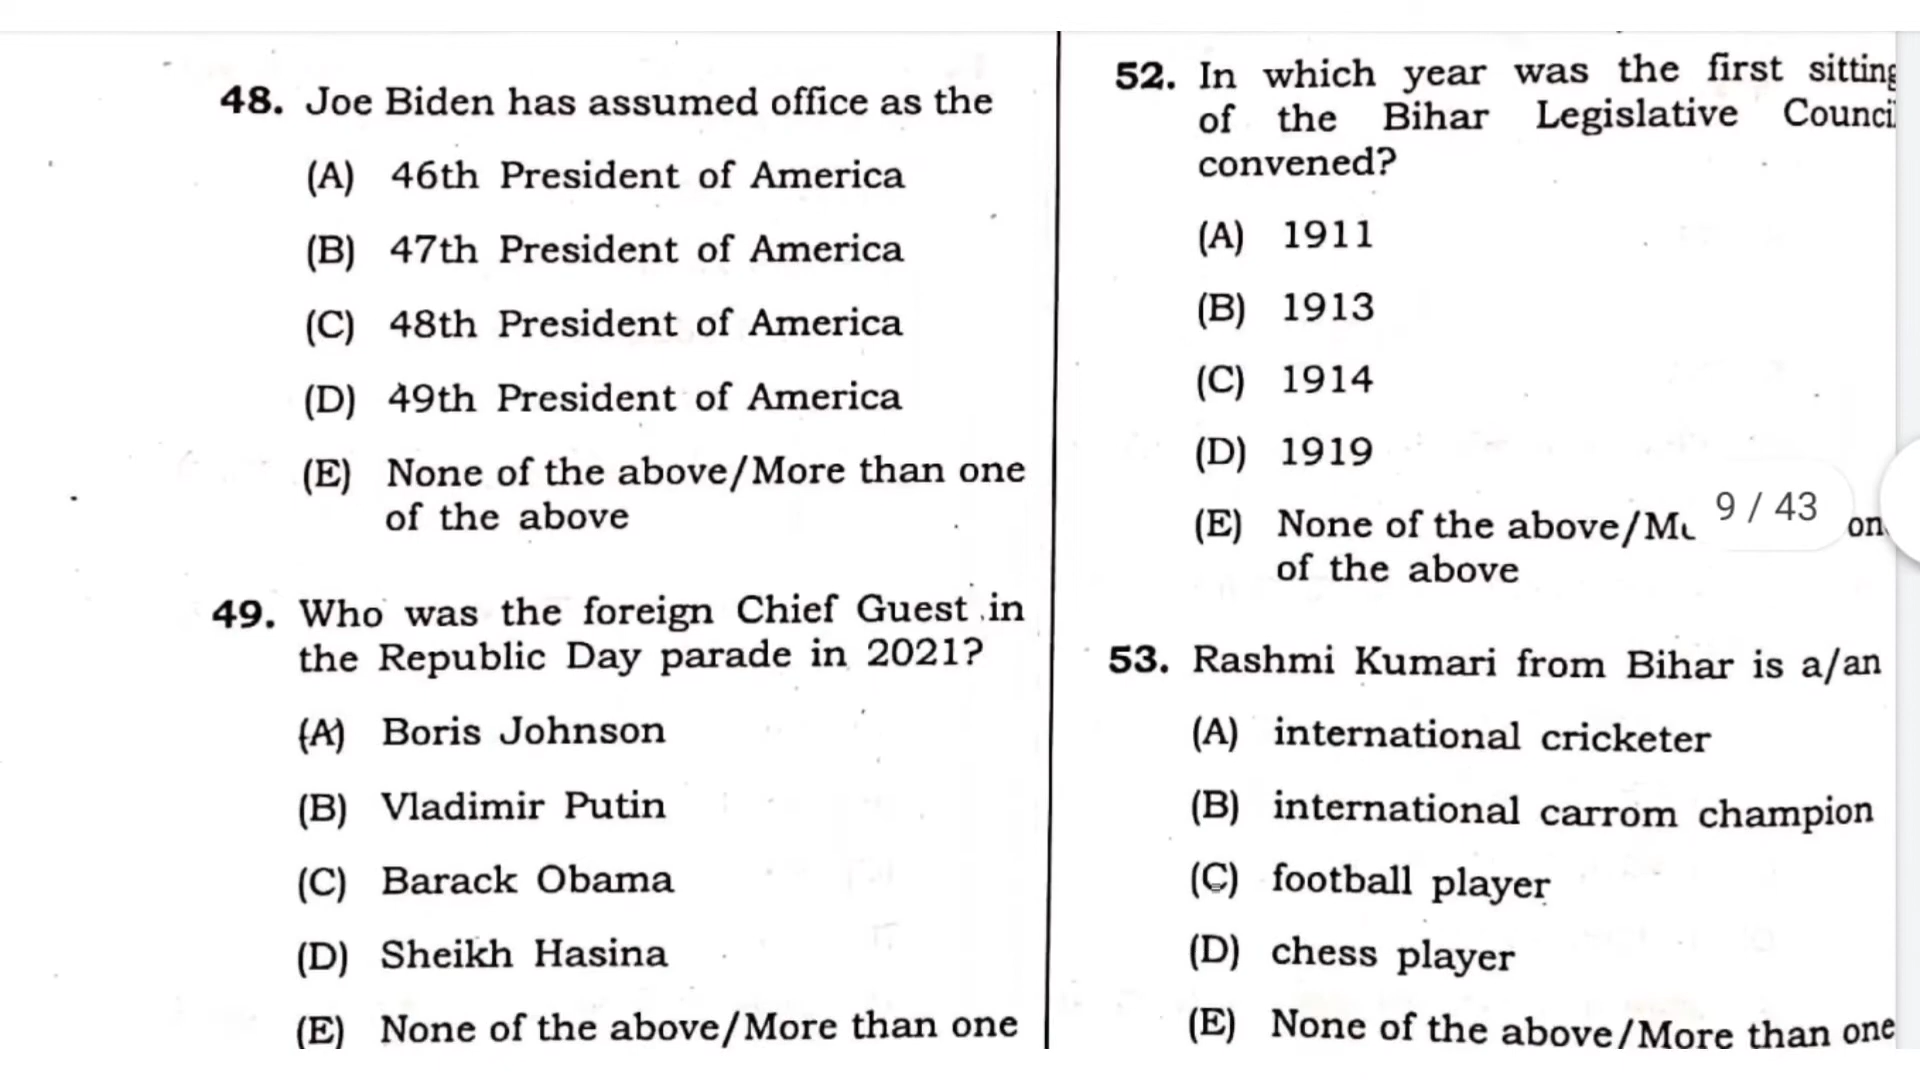 48. Joe Biden has assumed office as the
(A) 46th President of America
(B) 47th President of America
(C) 48th President of America
(D) 49th President of America
(E) None of the above/More than one
of the above
49. Who was the foreign Chief Guest in
the Republic Day parade in 2021?
(A) Boris Johnson
(B) Vladimir Putin
(C) Barack Obama
(D) Sheikh Hasina
(E) None of the above/More than one
52. In which year was the first sitting
of the Bihar Legislative Counci
convened?
(A) 1911
(B) 1913
(C) 1914
(D) 1919
(E) None of the above/
of the above
9 / 43
53. Rashmi Kumari from Bihar is a/an
(A) international cricketer
(B) international carrom champion
(C) football player
(D) chess player
(E) None of the above/More than one